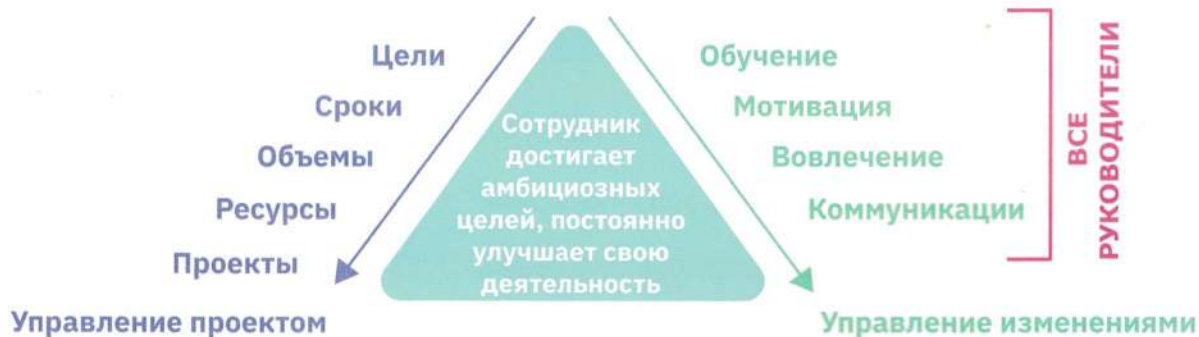 Цели
Сроки
Объемы
Ресурсы
Проекты
Управление проектом
Сотрудник
достигает
амбициозных
целей, постоянно
улучшает свою
деятельность
Обучение
Мотивация
Вовлечение
Коммуникации
Управление изменениями
ВСЕ
РУКОВОДИТЕЛИ